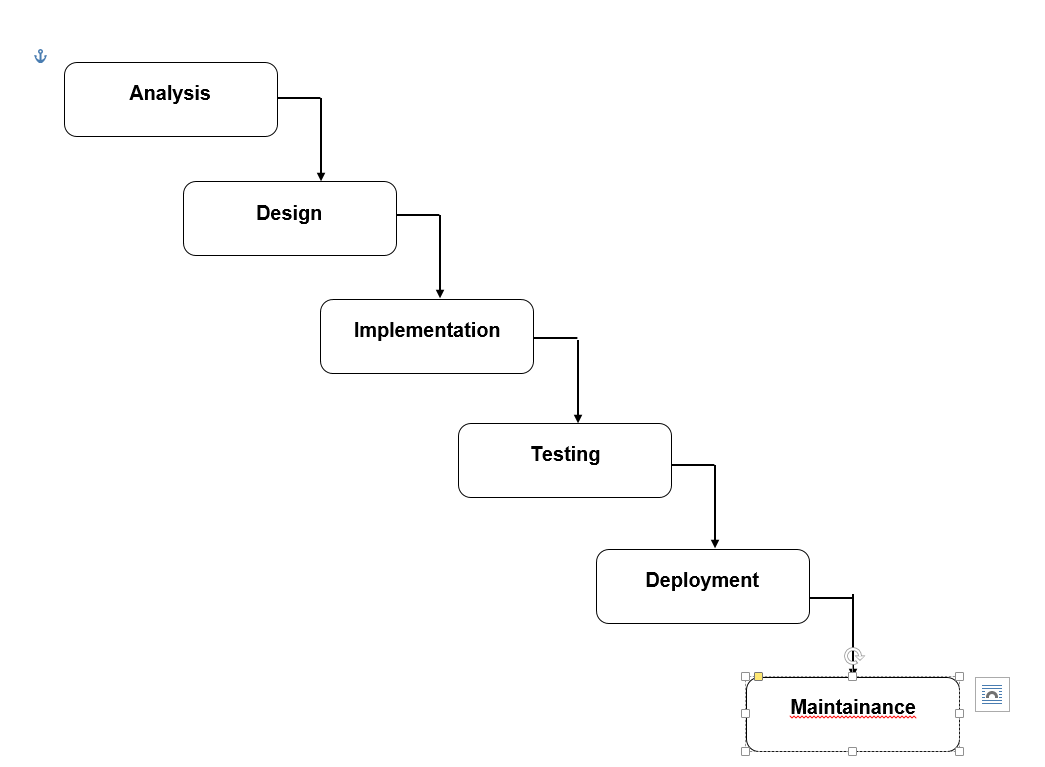 Analysis
Design
Implementation
Testing
Deployment
Maintainance